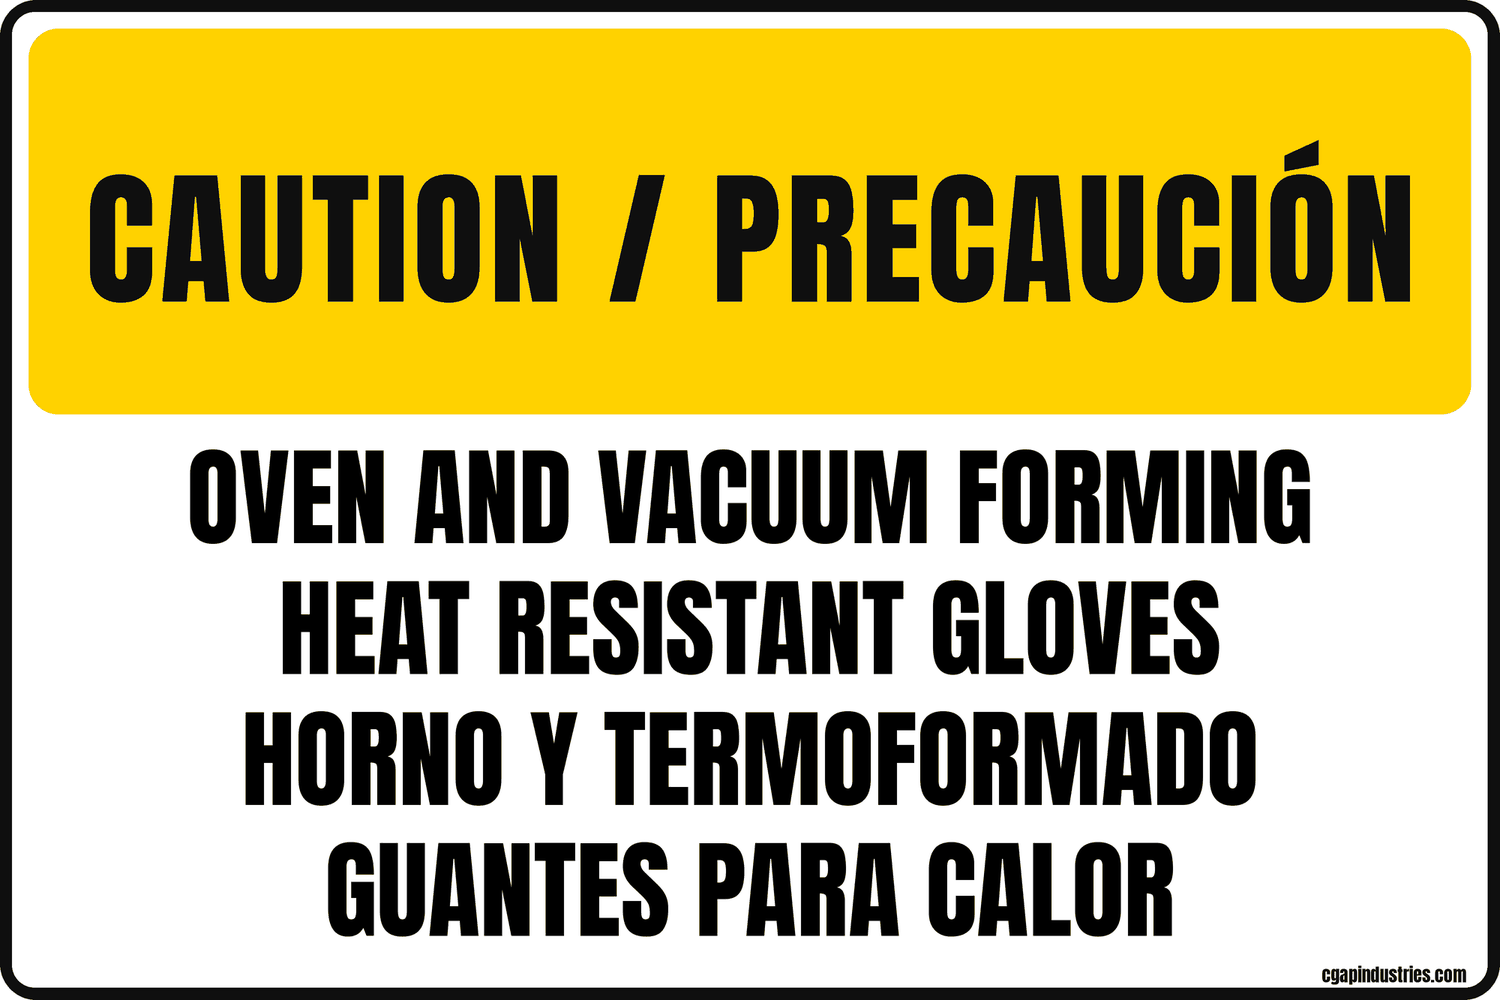 CAUTION / PRECAUCIÓN
OVEN AND VACUUM FORMING
HEAT RESISTANT GLOVES
HORNO Y TERMOFORMADO
GUANTES PARA CALOR
cgapindustries.com